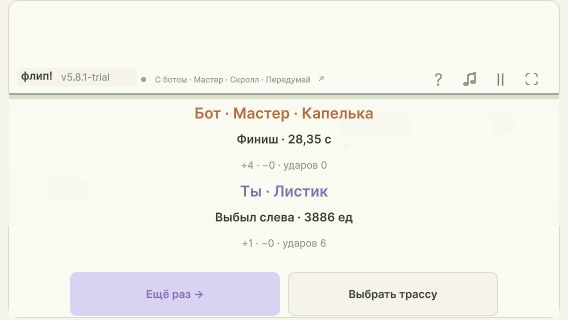 флип! v5.8.1-trial
С ботом · Мастер · Скролл · Передумай ↗
?
Бот · Мастер · Капелька
Финиш · 28,35 с
+4 · −0 · ударов 0
Ты · Листик
Выбыл слева · 3886 ед
+1 · −0 · ударов 6
Ещё раз →
Выбрать трассу